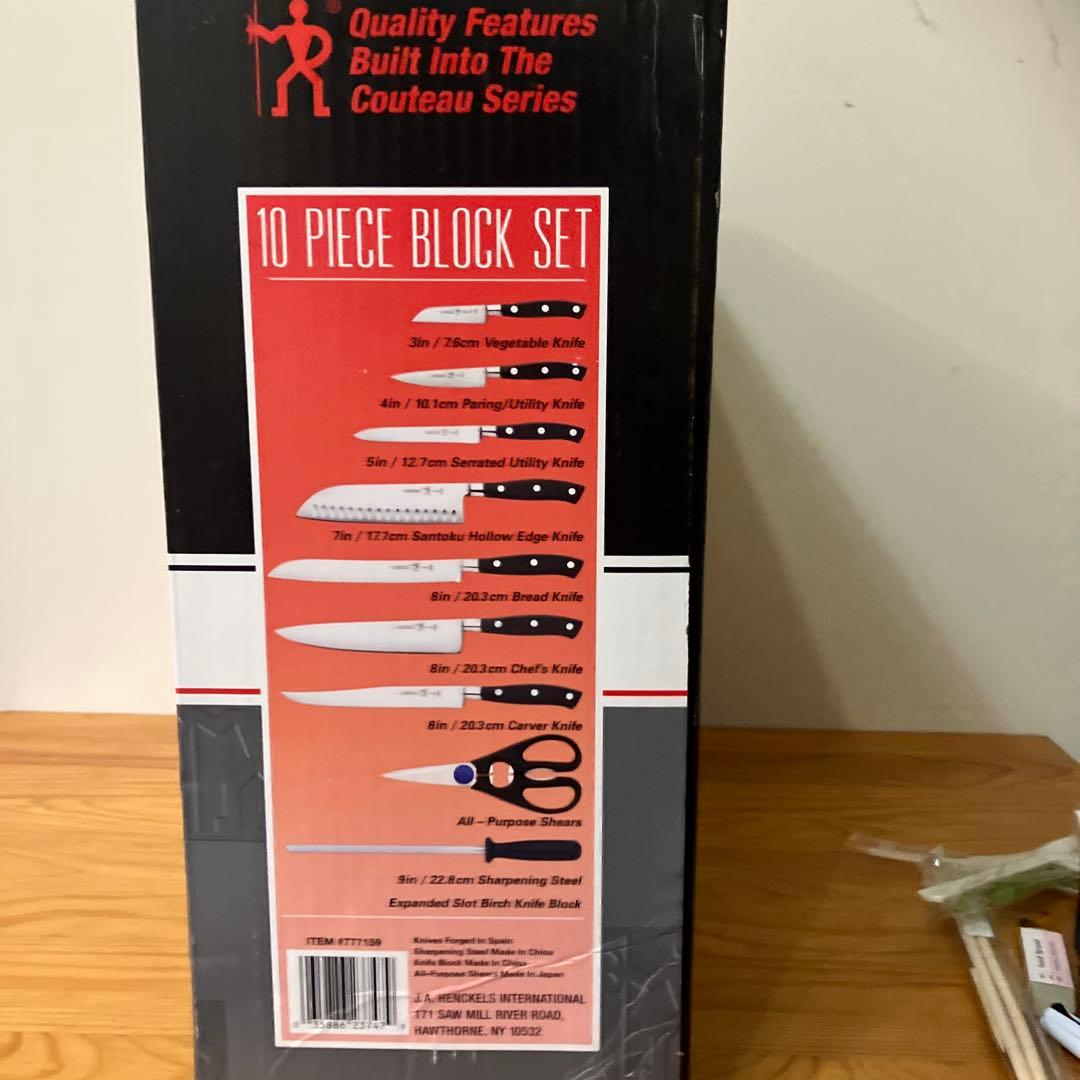 ®
Quality Features
Built Into The
Couteau Series
10 PIECE BLOCK SET
3in / 7.6cm Vegetable Knife
4in / 10.1cm Paring/Utility Knife
5in / 12.7cm Serrated Utility Knife
7in / 17.7cm Santoku Hollow Edge Knife
8in / 20.3cm Bread Knife
8in / 20.3cm Chef's Knife
8in / 20.3cm Carver Knife
All – Purpose Shears
9in / 22.8cm Sharpening Steel
Expanded Slot Birch Knife Block
ITEM #777159
Knives Forged in Spain
Sharpening Steel Made in China
Knife Block Made in China
All-Purpose Shears Made in Japan
J.A. HENCKELS INTERNATIONAL
171 SAW MILL RIVER ROAD,
HAWTHORNE, NY 10532
0 35886 23747 9